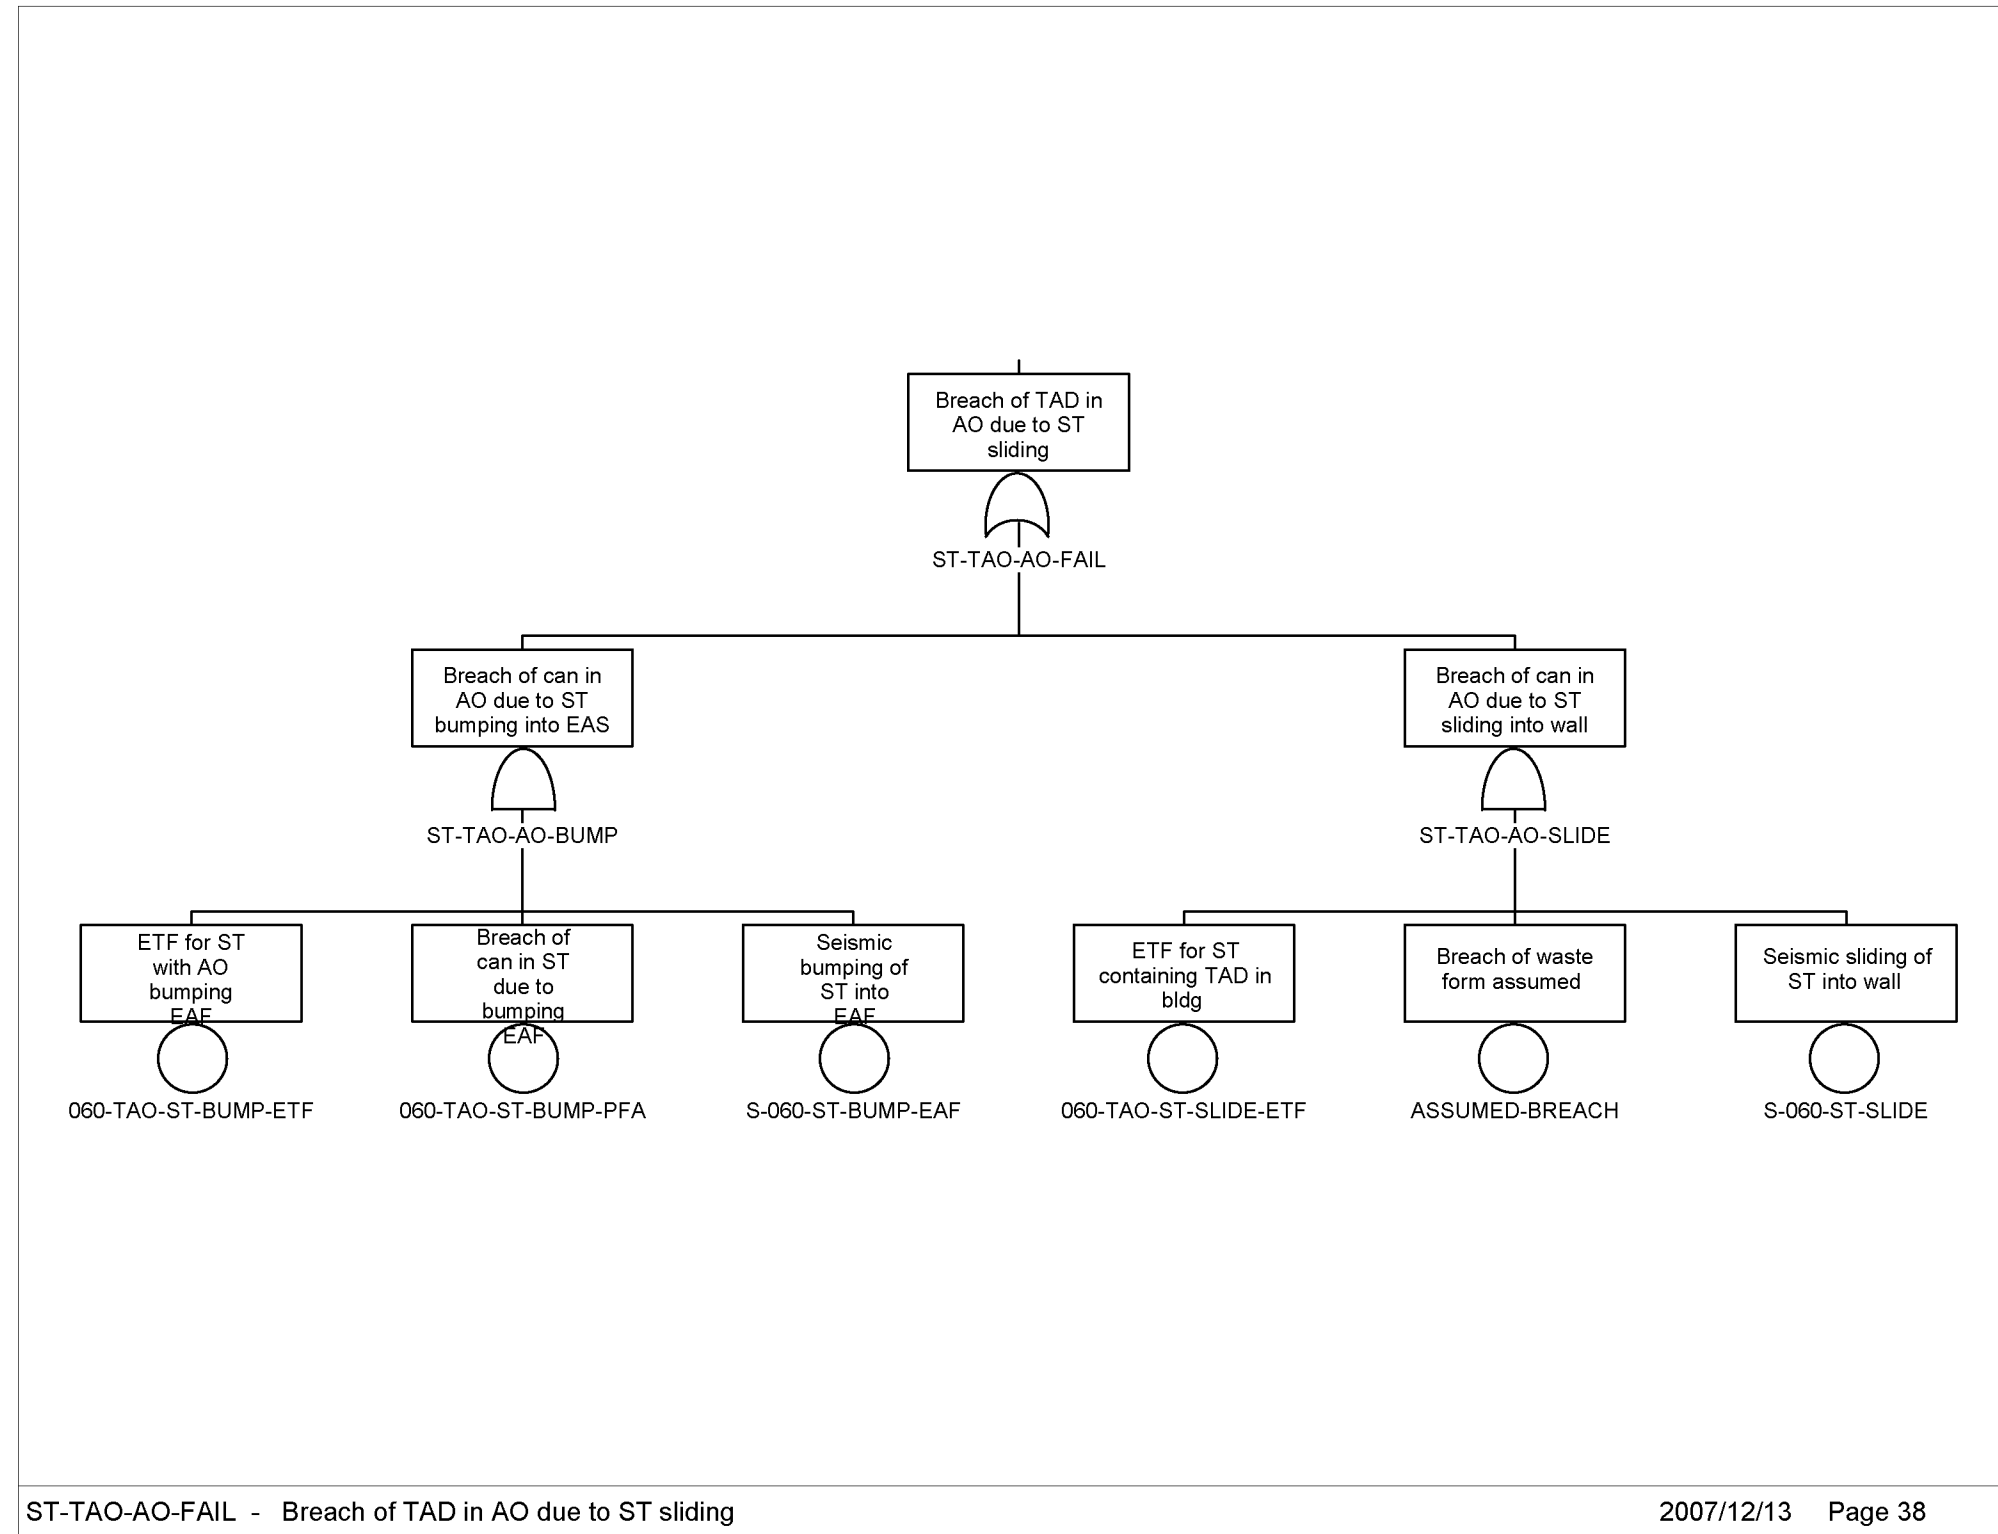 Breach of TAD in
AO due to ST
sliding
ST-TAO-AO-FAIL
Breach of can in
AO due to ST
bumping into EAS
ST-TAO-AO-BUMP
Breach of can in
AO due to ST
sliding into wall
ST-TAO-AO-SLIDE
ETF for ST
with AO
bumping
EAF
060-TAO-ST-BUMP-ETF
Breach of
can in ST
due to
bumping
EAF
060-TAO-ST-BUMP-PFA
Seismic
bumping of
ST into
EAF
S-060-ST-BUMP-EAF
ETF for ST
containing TAD in
bldg
060-TAO-ST-SLIDE-ETF
Breach of waste
form assumed
ASSUMED-BREACH
Seismic sliding of
ST into wall
S-060-ST-SLIDE
ST-TAO-AO-FAIL - Breach of TAD in AO due to ST sliding
2007/12/13 Page 38